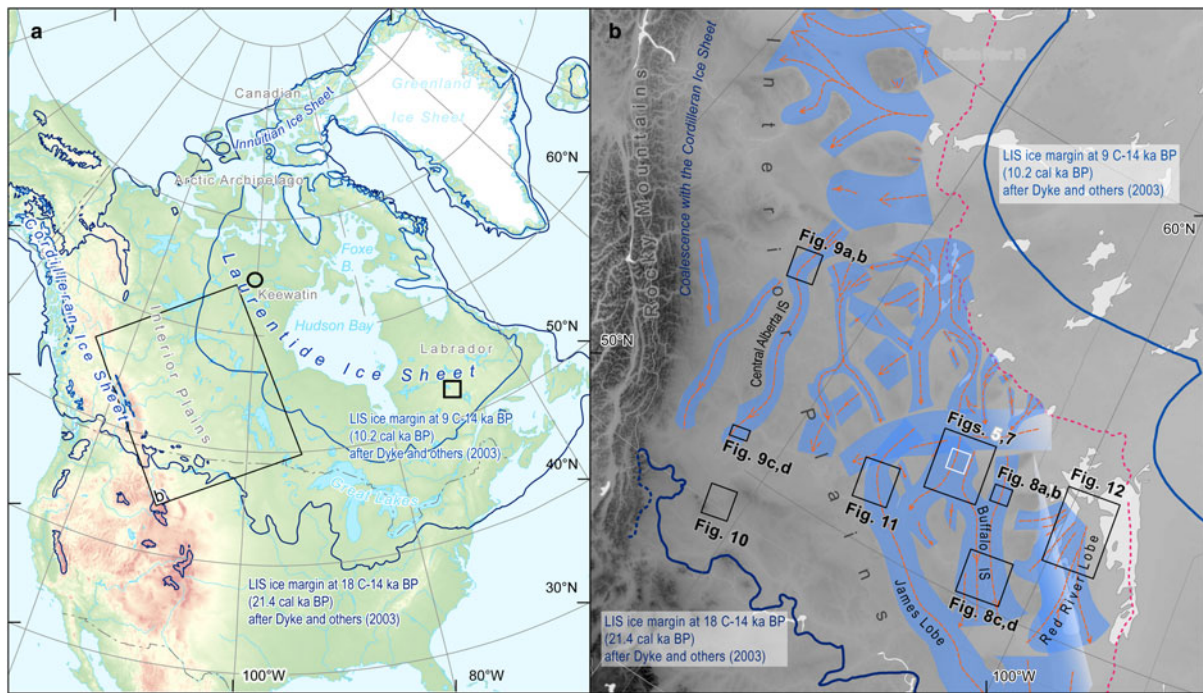 a
Canadian
Innuitian Ice Sheet
Greenland
Ice Sheet
60°N
Arctic Archipelago
Foxe
B.
Cordilleran Ice Sheet
Laurentide Ice Sheet
Keewatin
50°N
Interior Plains
Hudson Bay
Labrador
LIS ice margin at 9 C-14 ka BP
(10.2 cal ka BP)
after Dyke and others (2003)
40°N
b
Great Lakes
LIS ice margin at 18 C-14 ka BP
(21.4 cal ka BP)
after Dyke and others (2003)
30°N
100°W
80°W
b
Rocky Mountains
Coalescence with the Cordilleran Ice Sheet
Interior Plains
LIS ice margin at 9 C-14 ka BP
(10.2 cal ka BP)
after Dyke and others (2003)
60°N
Fig. 9a,b
50°N
Central Alberta IS
Figs. 5,7
Fig. 9c,d
Fig. 8a,b
Fig. 12
Fig. 11
Fig. 10
Buffalo IS
Red River Lobe
James Lobe
Fig. 8c,d
LIS ice margin at 18 C-14 ka BP
(21.4 cal ka BP)
after Dyke and others (2003)
100°W